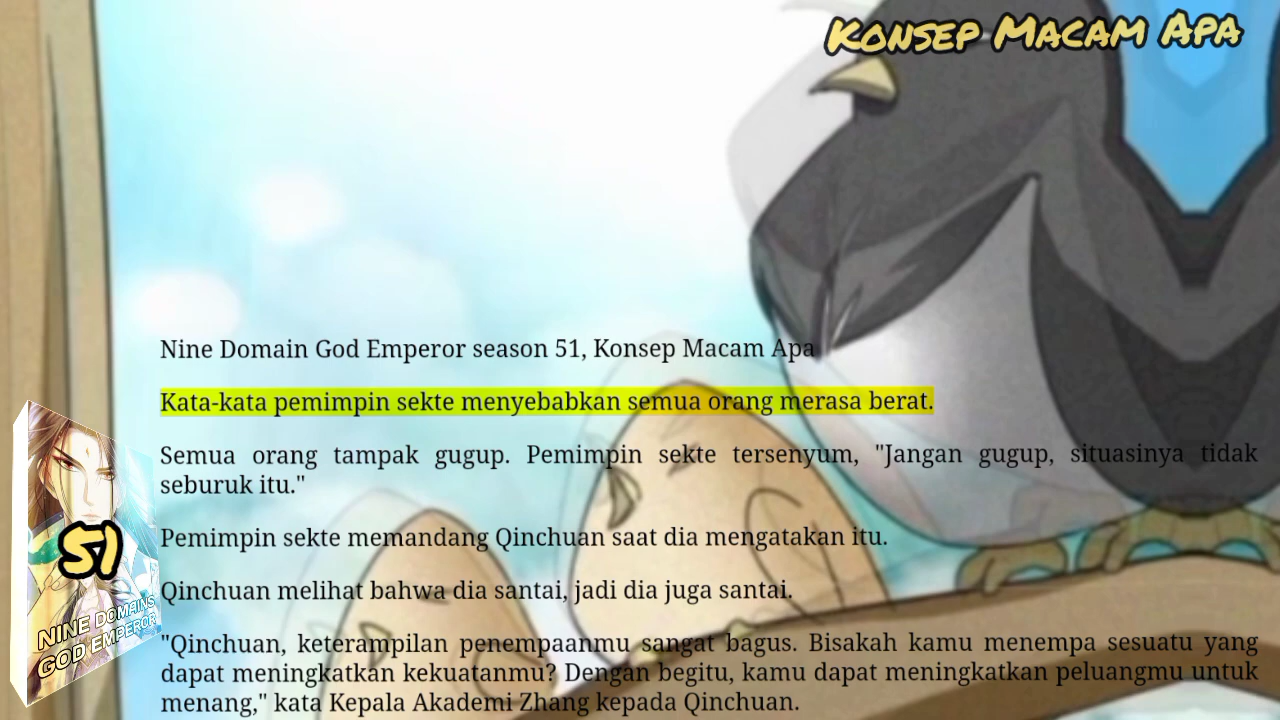 Konsep Macam Apa
Nine Domain God Emperor season 51, Konsep Macam Apa
Kata-kata pemimpin sekte menyebabkan semua orang merasa berat.
Semua orang tampak gugup. Pemimpin sekte tersenyum, "Jangan gugup, situasinya tidak
seburuk itu."
Pemimpin sekte memandang Qinchuan saat dia mengatakan itu.
Qinchuan melihat bahwa dia santai, jadi dia juga santai.
"Qinchuan, keterampilan penempaanmu sangat bagus. Bisakah kamu menempa sesuatu yang
dapat meningkatkan kekuatanmu? Dengan begitu, kamu dapat meningkatkan peluangmu untuk
menang," kata Kepala Akademi Zhang kepada Qinchuan.
51
NINE DOMAINS
GOD EMPEROR